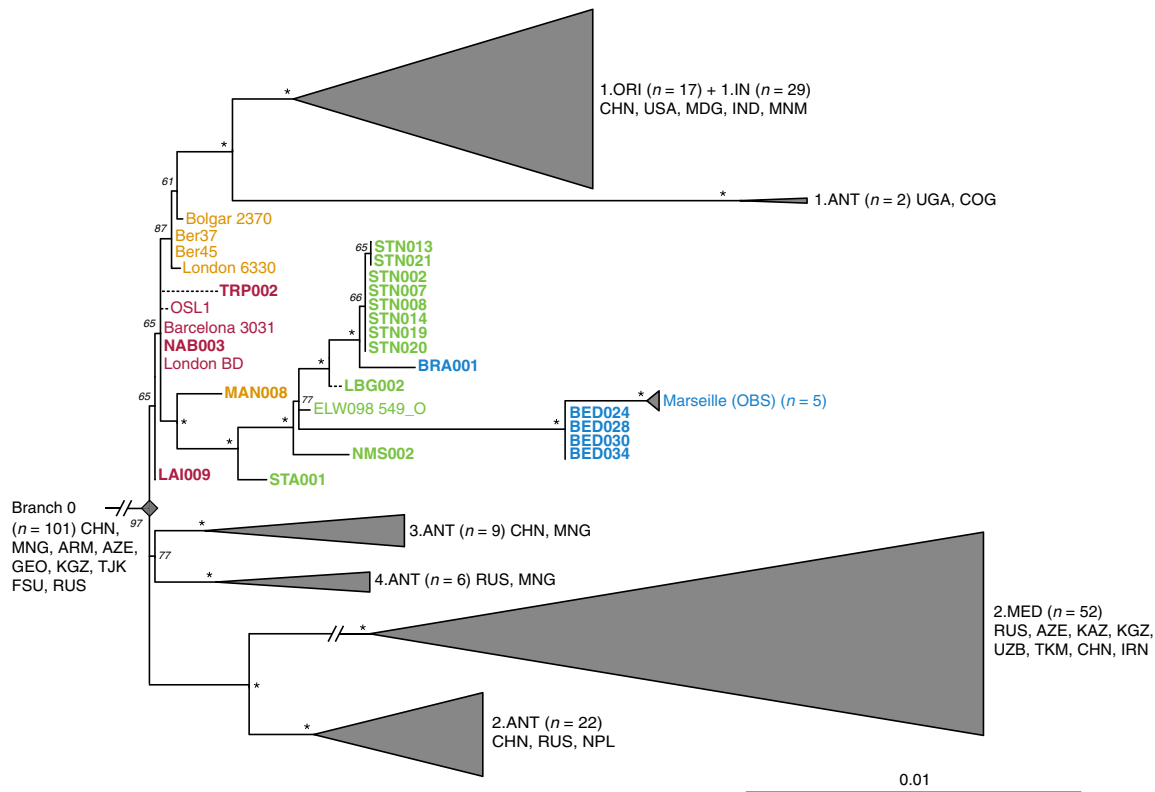 *
1.ORI (n = 17) + 1.IN (n = 29)
CHN, USA, MDG, IND, MNM
*
*
1.ANT (n = 2) UGA, COG
61
Bolgar 2370
87
Ber37
Ber45
London 6330
TRP002
OSL1
65
Barcelona 3031
NAB003
London BD
65
STN013
STN021
STN002
STN007
66
STN008
STN014
STN019
STN020
*
*
BRA001
LBG002
65
MAN008
77
ELW098 549_O
*
Marseille (OBS) (n = 5)
*
*
*
*
BED024
BED028
BED030
BED034
NMS002
LAI009
STA001
Branch 0
(n = 101) CHN,
MNG, ARM, AZE,
GEO, KGZ, TJK
FSU, RUS
97
*
3.ANT (n = 9) CHN, MNG
77
*
4.ANT (n = 6) RUS, MNG
*
2.MED (n = 52)
RUS, AZE, KAZ, KGZ,
UZB, TKM, CHN, IRN
*
*
2.ANT (n = 22)
CHN, RUS, NPL
0.01